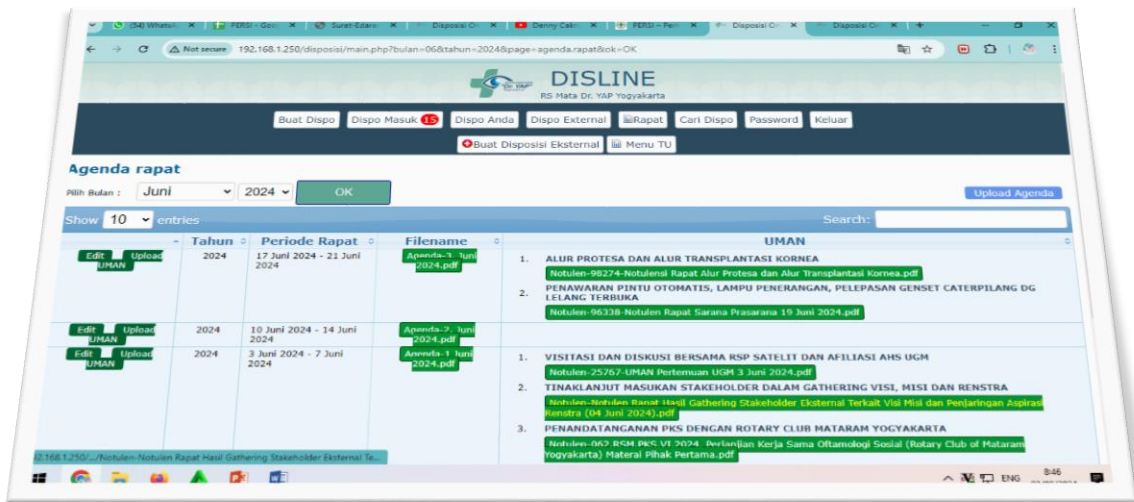 (34) WhatsA
PERSI - Goo
Surat-Edara
Disposisi O
Denny Cakn
PERSI – Per
Disposisi O
Disposisi O
Not secure 192.168.1.250/disposisi/main.php?bulan=06&tahun=2024&page=agenda.rapat&ok=OK
DISLINE
RS Mata Dr. YAP Yogyakarta
Buat Dispo Dispo Masuk 15 Dispo Anda Dispo External Rapat Cari Dispo Password Keluar
Buat Disposisi Eksternal Menu TU
Agenda rapat
Pilih Bulan : Juni 2024 OK
Upload Agenda
Show 10 entries Search:
Tahun Periode Rapat Filename UMAN
Edit Upload UMAN 2024 17 Juni 2024 - 21 Juni 2024 Agenda-3. Juni 2024.pdf
1. ALUR PROTESA DAN ALUR TRANSPLANTASI KORNEA
Notulen-98274-Notulensi Rapat Alur Protesa dan Alur Transplantasi Kornea.pdf
2. PENAWARAN PINTU OTOMATIS, LAMPU PENERANGAN, PELEPASAN GENSET CATERPILANG DG
LELANG TERBUKA
Notulen-96338-Notulen Rapat Sarana Prasarana 19 Juni 2024.pdf
Edit Upload UMAN 2024 10 Juni 2024 - 14 Juni 2024 Agenda-2. Juni 2024.pdf
Edit Upload UMAN 2024 3 Juni 2024 - 7 Juni 2024 Agenda-1 Juni 2024.pdf
1. VISITASI DAN DISKUSI BERSAMA RSP SATELIT DAN AFILIASI AHS UGM
Notulen-25767-UMAN Pertemuan UGM 3 Juni 2024.pdf
2. TINAKLANJUT MASUKAN STAKEHOLDER DALAM GATHERING VISI, MISI DAN RENSTRA
Notulen-Notulen Rapat Hasil Gathering Stakeholder Eksternal Terkait Visi Misi dan Penjaringan Aspirasi
Renstra (04 Juni 2024).pdf
3. PENANDATANGANAN PKS DENGAN ROTARY CLUB MATARAM YOGYAKARTA
Notulen-062.RSM.PKS.VI.2024. Perjanjian Kerja Sama Oftamologi Sosial (Rotary Club of Mataram
Yogyakarta) Materai Pihak Pertama.pdf
92.168.1.250/.../Notulen-Notulen Rapat Hasil Gathering Stakeholder Eksternal Te...
ENG 8:46